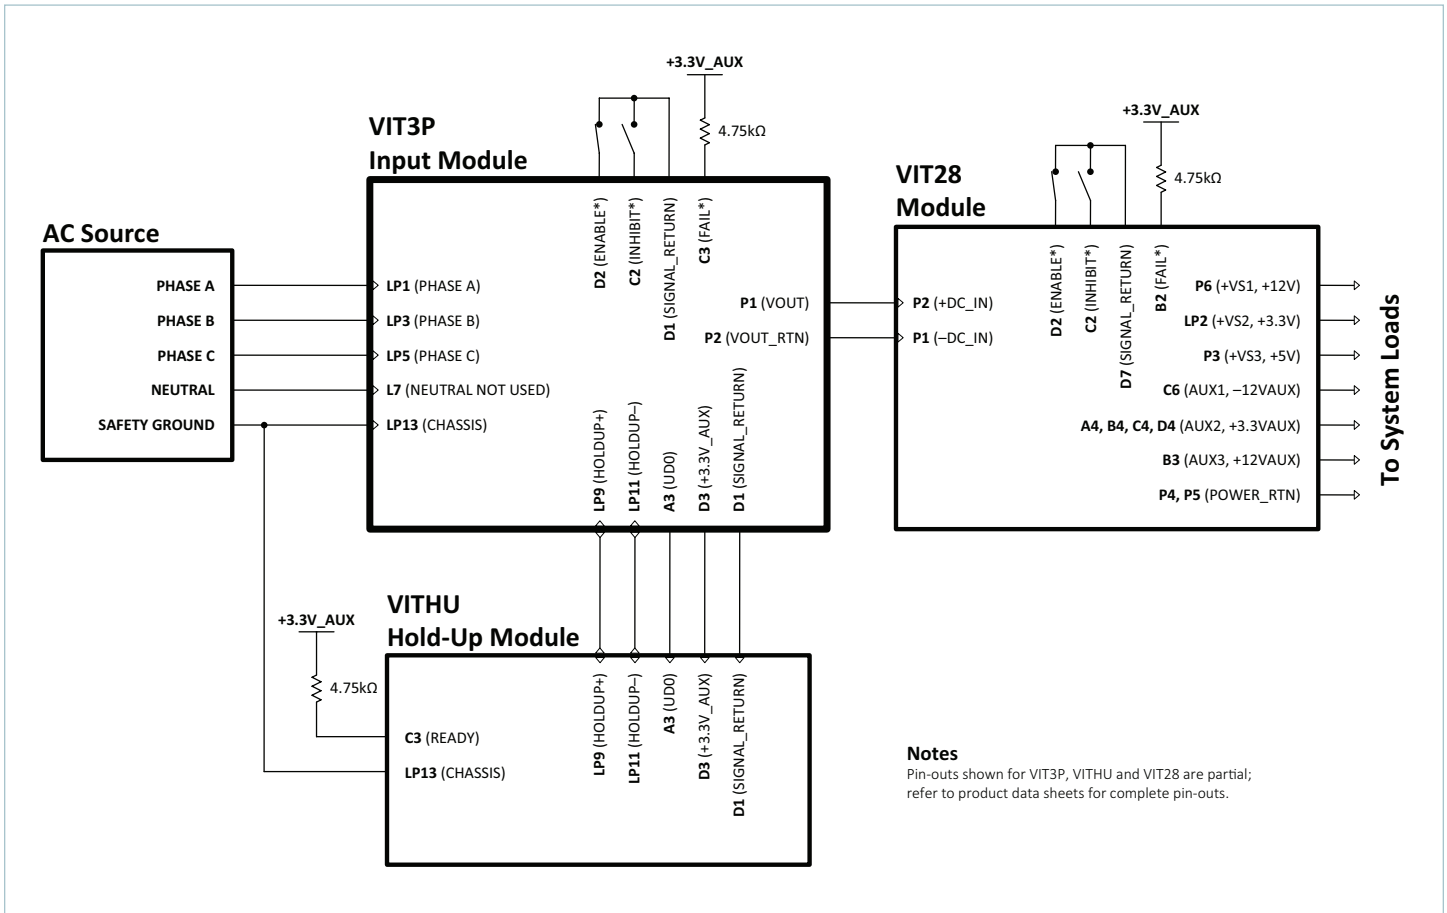 +3.3V_AUX
4.75kΩ
VIT3P
Input Module
D2 (ENABLE*)
C2 (INHIBIT*)
D1 (SIGNAL_RETURN)
C3 (FAIL*)
AC Source
PHASE A
PHASE B
PHASE C
NEUTRAL
SAFETY GROUND
LP1 (PHASE A)
LP3 (PHASE B)
LP5 (PHASE C)
L7 (NEUTRAL NOT USED)
LP13 (CHASSIS)
P1 (VOUT)
P2 (VOUT_RTN)
LP9 (HOLDUP+)
LP11 (HOLDUP–)
A3 (UD0)
D3 (+3.3V_AUX)
D1 (SIGNAL_RETURN)
+3.3V_AUX
4.75kΩ
VIT28
Module
D2 (ENABLE*)
C2 (INHIBIT*)
D7 (SIGNAL_RETURN)
B2 (FAIL*)
P2 (+DC_IN)
P1 (–DC_IN)
P6 (+VS1, +12V)
LP2 (+VS2, +3.3V)
P3 (+VS3, +5V)
C6 (AUX1, –12VAUX)
A4, B4, C4, D4 (AUX2, +3.3VAUX)
B3 (AUX3, +12VAUX)
P4, P5 (POWER_RTN)
To System Loads
VITHU
Hold-Up Module
+3.3V_AUX
4.75kΩ
C3 (READY)
LP13 (CHASSIS)
LP9 (HOLDUP+)
LP11 (HOLDUP–)
A3 (UD0)
D3 (+3.3V_AUX)
D1 (SIGNAL_RETURN)
Notes
Pin-outs shown for VIT3P, VITHU and VIT28 are partial;
refer to product data sheets for complete pin-outs.